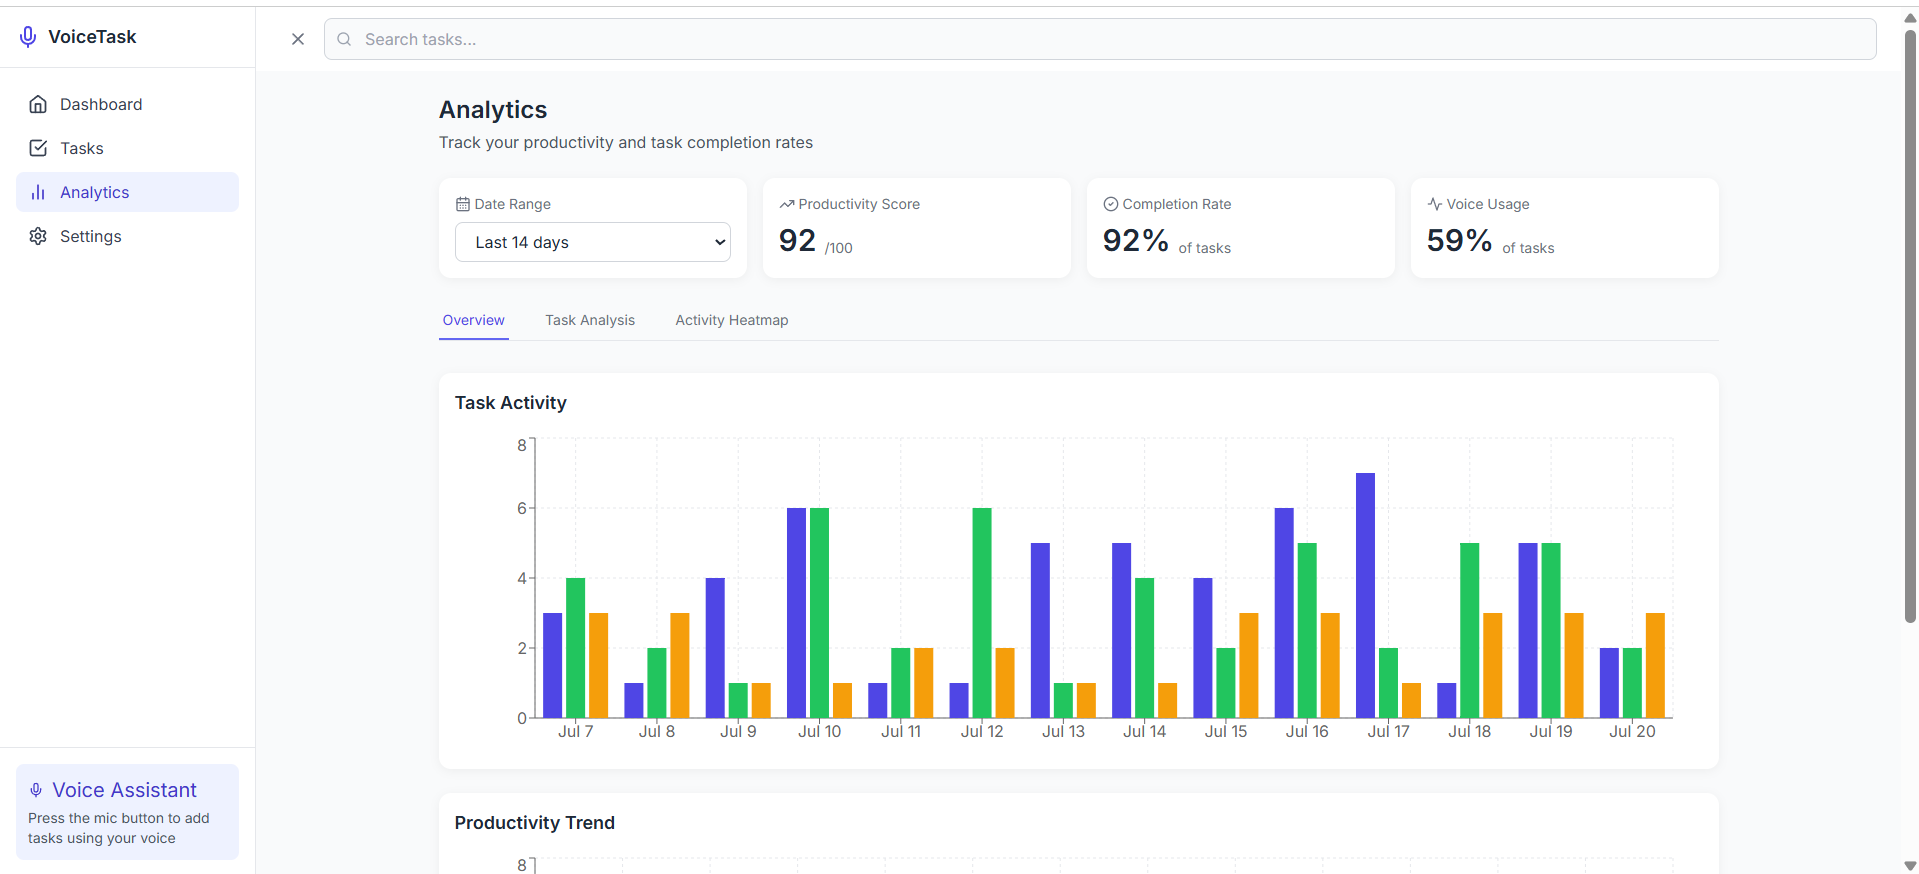 VoiceTask
Search tasks...
Dashboard
Tasks
Analytics
Settings
Analytics
Track your productivity and task completion rates
Date Range
Last 14 days
Productivity Score
92 /100
Completion Rate
92% of tasks
Voice Usage
59% of tasks
Overview
Task Analysis
Activity Heatmap
Task Activity
8
6
4
2
0
Jul 7 Jul 8 Jul 9 Jul 10 Jul 11 Jul 12 Jul 13 Jul 14 Jul 15 Jul 16 Jul 17 Jul 18 Jul 19 Jul 20
Productivity Trend
8
Voice Assistant
Press the mic button to add
tasks using your voice